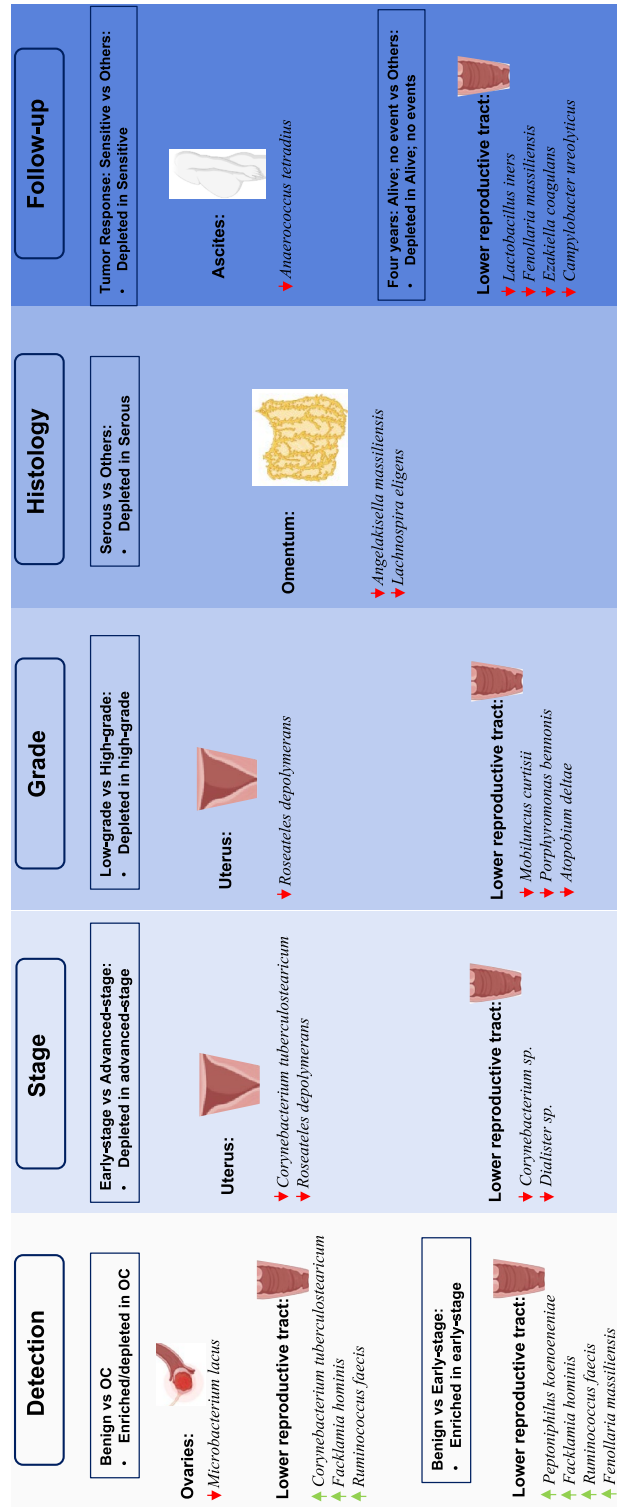 Detection
Benign vs OC
• Enriched/depleted in OC
Ovaries:
Microbacterium lacus
Lower reproductive tract:
Corynebacterium tuberculostearicum
Facklamia hominis
Ruminococcus faecis
Benign vs Early-stage:
• Enriched in early-stage
Lower reproductive tract:
Peptoniphilus koenoeneniae
Facklamia hominis
Ruminococcus faecis
Fenollaria massiliensis
Stage
Early-stage vs Advanced-stage:
• Depleted in advanced-stage
Uterus:
Corynebacterium tuberculostearicum
Roseateles depolymerans
Lower reproductive tract:
Corynebacterium sp.
Dialister sp.
Grade
Low-grade vs High-grade:
• Depleted in high-grade
Uterus:
Roseateles depolymerans
Lower reproductive tract:
Mobiluncus curtisii
Porphyromonas bennonis
Atopobium deltae
Histology
Serous vs Others:
• Depleted in Serous
Omentum:
Angelakisella massiliensis
Lachnospira eligens
Follow-up
Tumor Response: Sensitive vs Others:
• Depleted in Sensitive
Ascites:
Anaerococcus tetradius
Four years: Alive; no event vs Others:
• Depleted in Alive; no events
Lower reproductive tract:
Lactobacillus iners
Fenollaria massiliensis
Ezakiella coagulans
Campylobacter ureolyticus